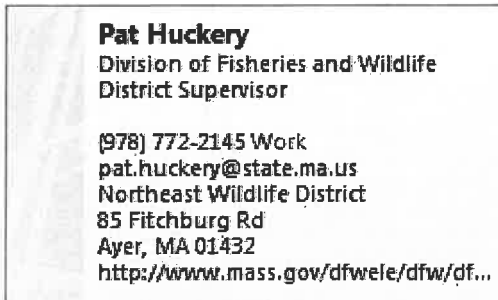 Pat Huckery
Division of Fisheries and Wildlife
District Supervisor
(978) 772-2145 Work
pat.huckery@state.ma.us
Northeast Wildlife District
85 Fitchburg Rd
Ayer, MA 01432
http://www.mass.gov/dfwele/dfw/df...